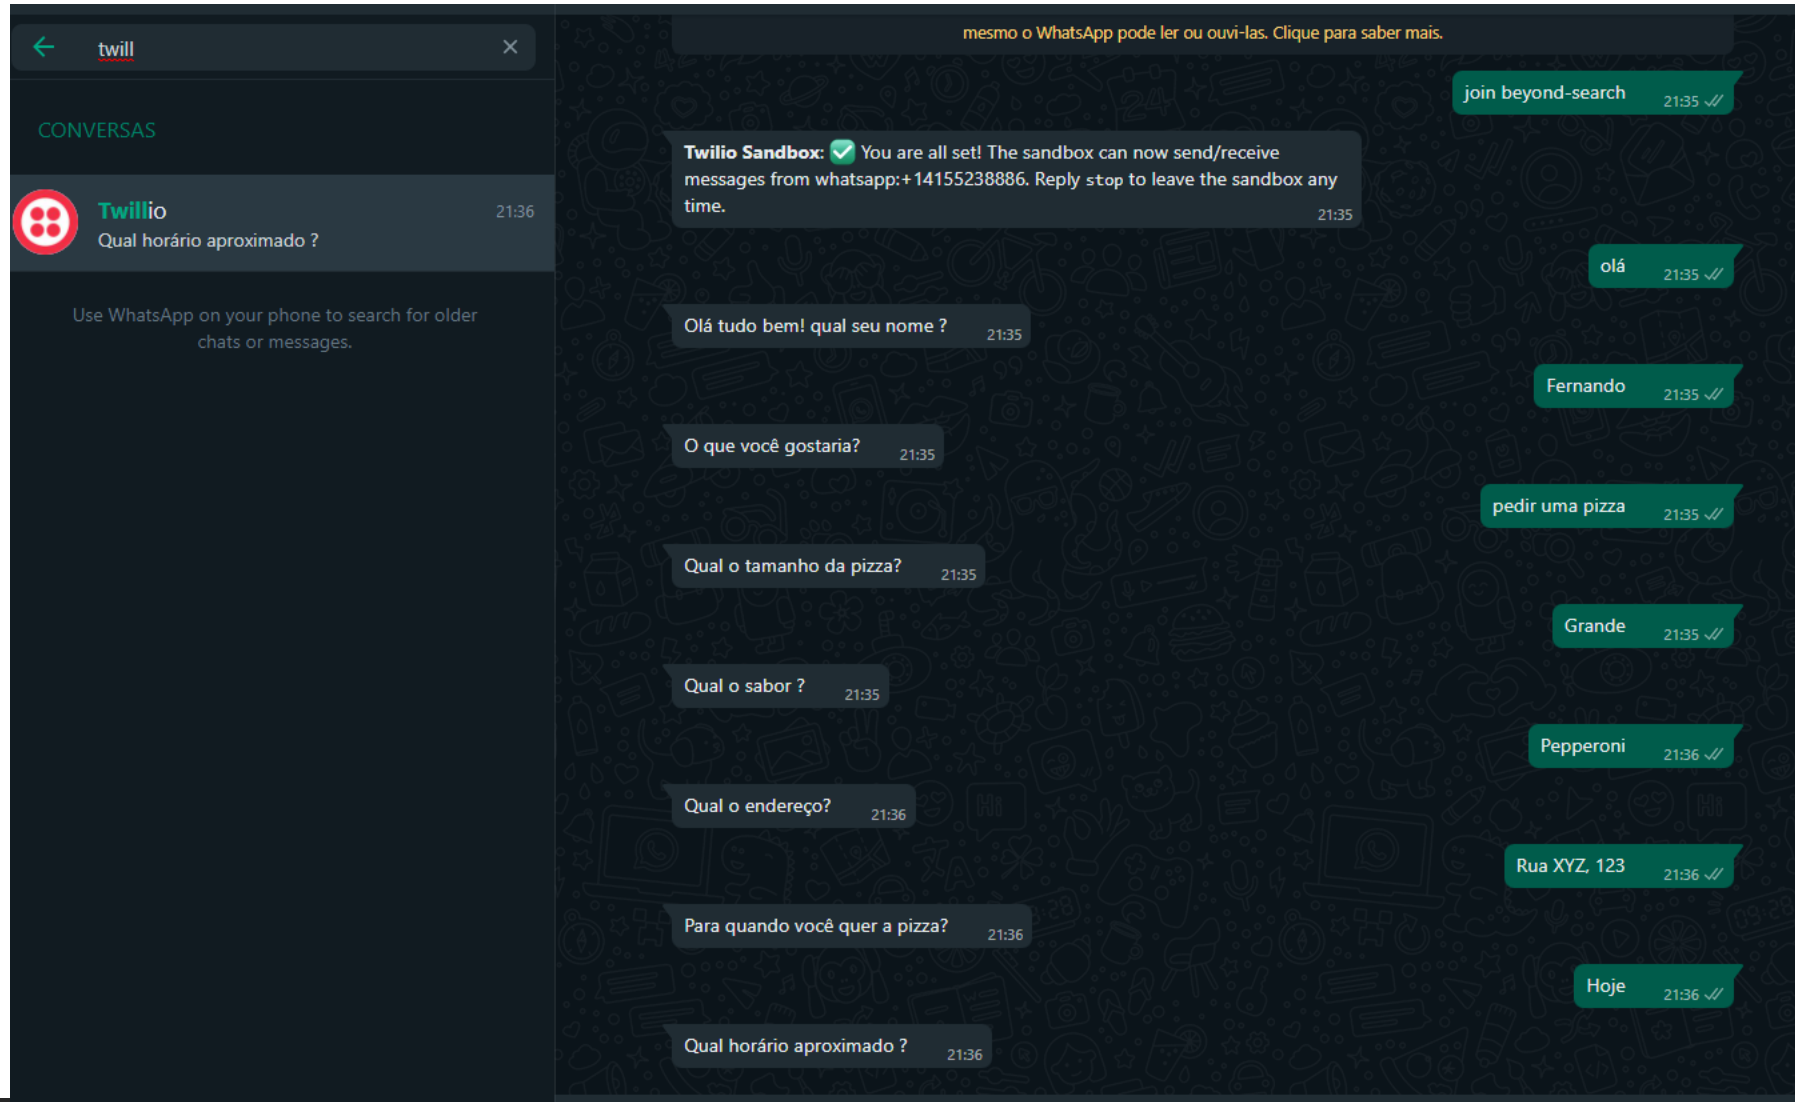 twill
CONVERSAS
Twillio
21:36
Qual horário aproximado ?
Use WhatsApp on your phone to search for older
chats or messages.
mesmo o WhatsApp pode ler ou ouvi-las. Clique para saber mais.
join beyond-search
21:35
Twilio Sandbox: ✅ You are all set! The sandbox can now send/receive
messages from whatsapp:+14155238886. Reply stop to leave the sandbox any
time.
21:35
olá
21:35
Olá tudo bem! qual seu nome ?
21:35
Fernando
21:35
O que você gostaria?
21:35
pedir uma pizza
21:35
Qual o tamanho da pizza?
21:35
Grande
21:35
Qual o sabor ?
21:35
Pepperoni
21:36
Qual o endereço?
21:36
Rua XYZ, 123
21:36
Para quando você quer a pizza?
21:36
Hoje
21:36
Qual horário aproximado ?
21:36